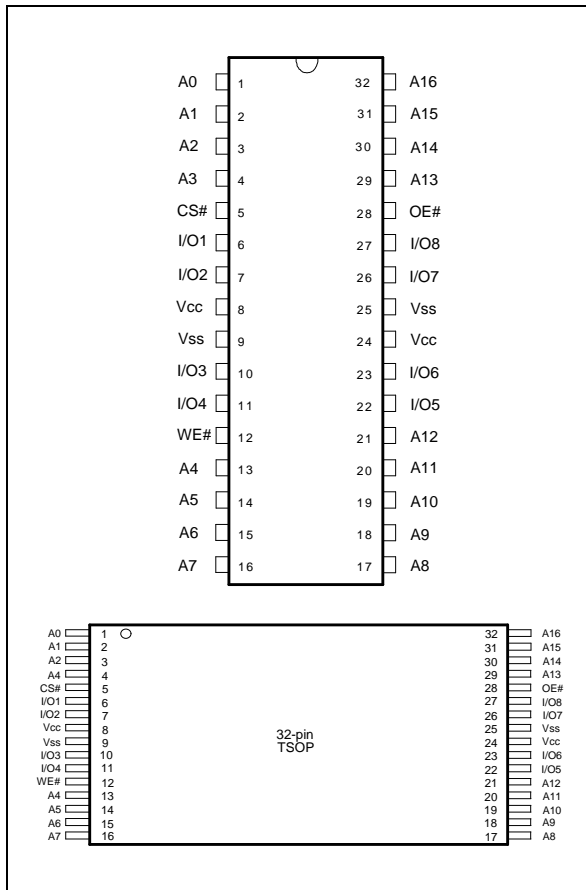 A0 1 32 A16
A1 2 31 A15
A2 3 30 A14
A3 4 29 A13
CS# 5 28 OE#
I/O1 6 27 I/O8
I/O2 7 26 I/O7
Vcc 8 25 Vss
Vss 9 24 Vcc
I/O3 10 23 I/O6
I/O4 11 22 I/O5
WE# 12 21 A12
A4 13 20 A11
A5 14 19 A10
A6 15 18 A9
A7 16 17 A8
A0 1 32 A16
A1 2 31 A15
A2 3 30 A14
A4 4 29 A13
CS# 5 28 OE#
I/O1 6 27 I/O8
I/O2 7 26 I/O7
Vcc 8 25 Vss
Vss 9 24 Vcc
I/O3 10 23 I/O6
I/O4 11 22 I/O5
WE# 12 21 A12
A4 13 20 A11
A5 14 19 A10
A6 15 18 A9
A7 16 17 A8
32-pin
TSOP